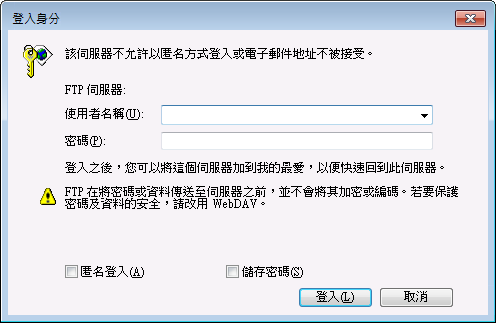 登入身分
該伺服器不允許以匿名方式登入或電子郵件地址不被接受。
FTP 伺服器:
使用者名稱(U):
密碼(P):
登入之後，您可以將這個伺服器加到我的最愛，以便快速回到此伺服器。
FTP 在將密碼或資料傳送至伺服器之前，並不會將其加密或編碼。若要保護
密碼及資料的安全，請改用 WebDAV。
匿名登入(A)
儲存密碼(S)
登入(L)
取消